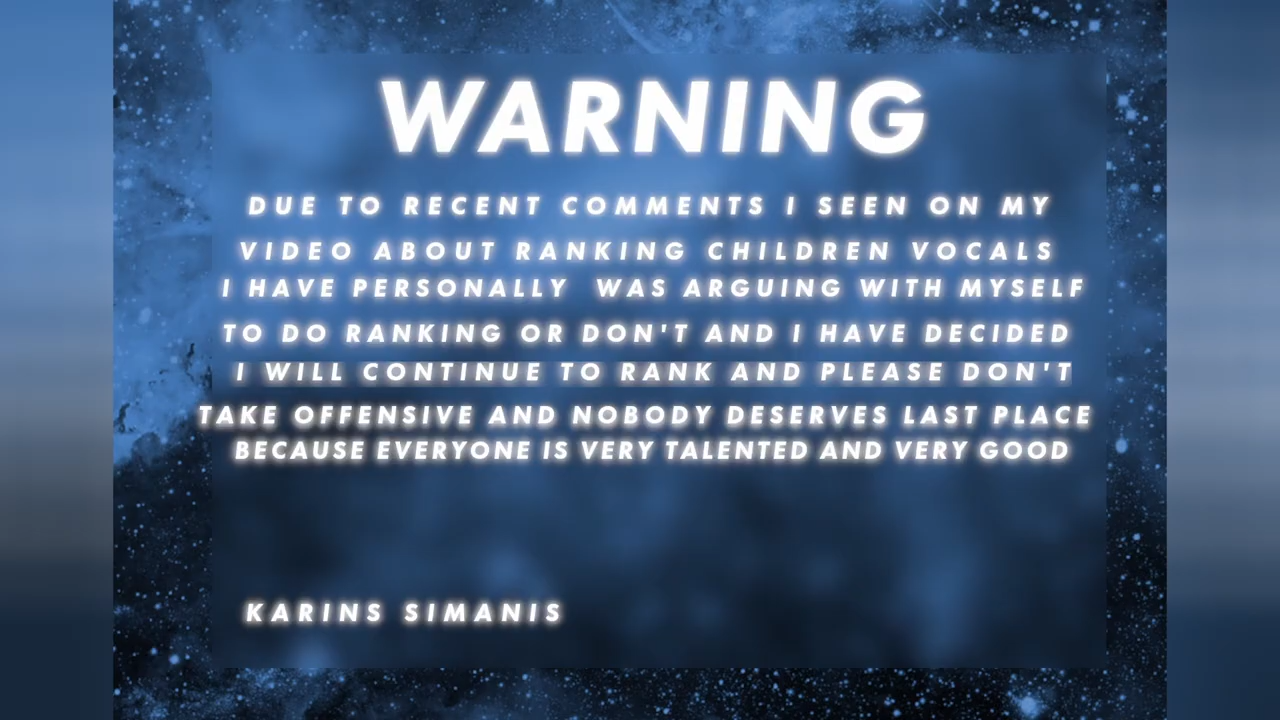 WARNING
DUE TO RECENT COMMENTS I SEEN ON MY
VIDEO ABOUT RANKING CHILDREN VOCALS
I HAVE PERSONALLY WAS ARGUING WITH MYSELF
TO DO RANKING OR DON'T AND I HAVE DECIDED
I WILL CONTINUE TO RANK AND PLEASE DON'T
TAKE OFFENSIVE AND NOBODY DESERVES LAST PLACE
BECAUSE EVERYONE IS VERY TALENTED AND VERY GOOD
KARINS SIMANIS